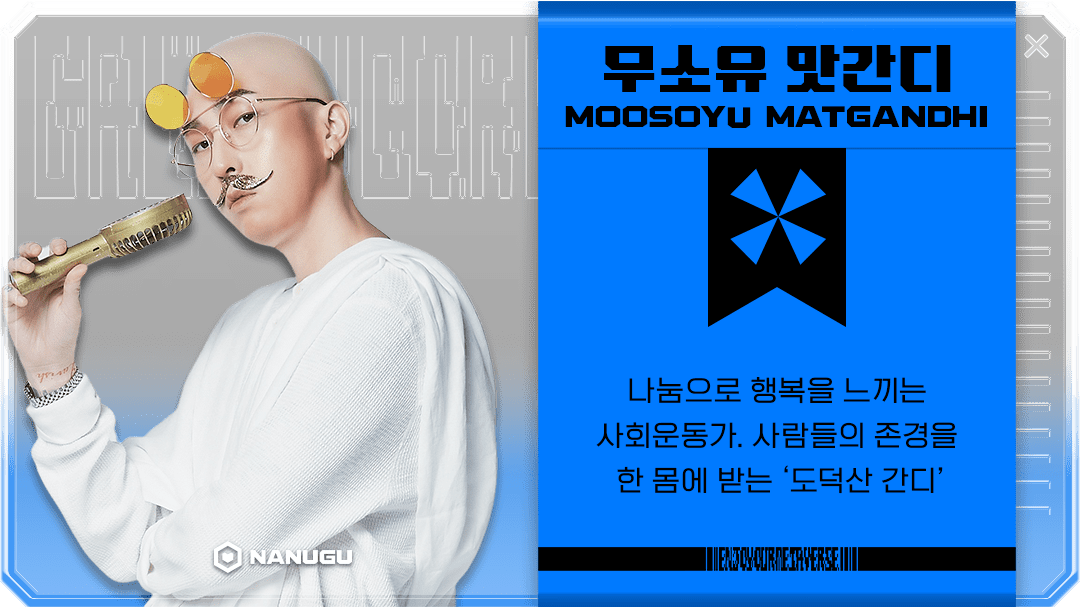 무소유 맛간디
MOOSOYU MATGANDHI
나눔으로 행복을 느끼는
사회운동가. 사람들의 존경을
한 몸에 받는 ‘도덕산 간디’
NANUGU
ENJOYOURMETAVERSE